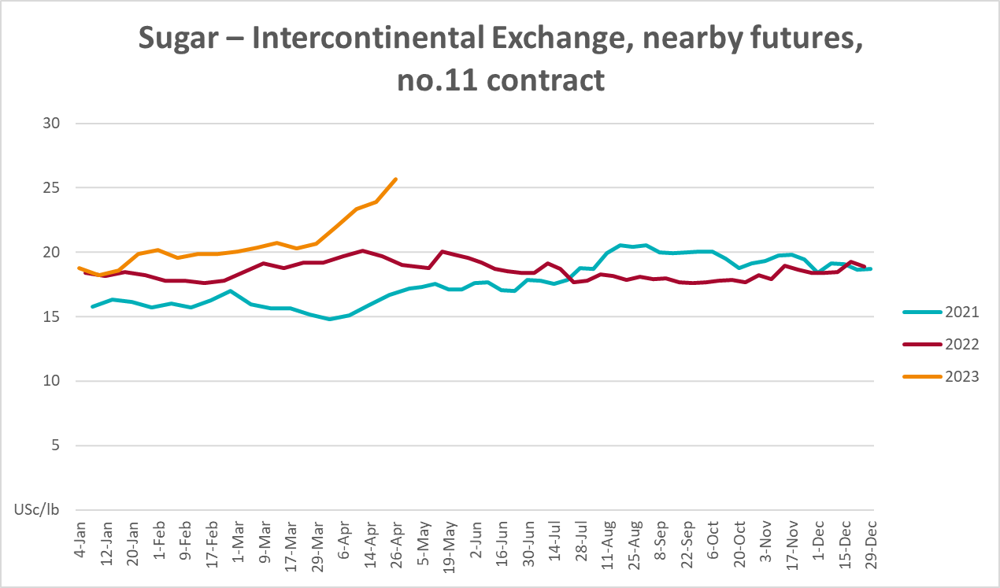 Sugar – Intercontinental Exchange, nearby futures,
no.11 contract
30
25
20
15
10
5
USc/lb
2021
2022
2023
4-Jan
12-Jan
20-Jan
1-Feb
9-Feb
17-Feb
1-Mar
9-Mar
17-Mar
29-Mar
6-Apr
14-Apr
26-Apr
5-May
19-May
2-Jun
16-Jun
30-Jun
14-Jul
28-Jul
11-Aug
25-Aug
8-Sep
22-Sep
6-Oct
20-Oct
3-Nov
17-Nov
1-Dec
15-Dec
29-Dec